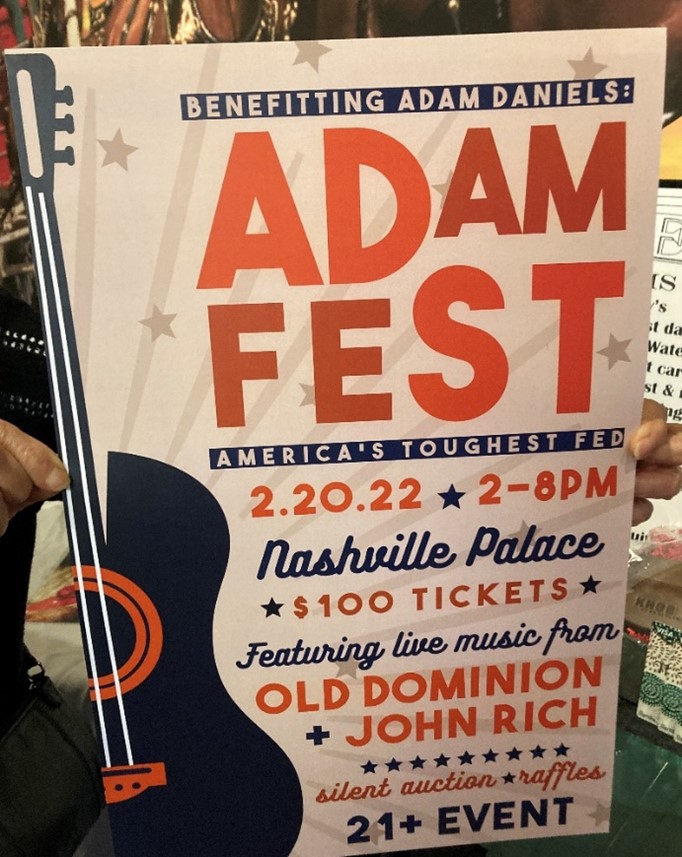 BENEFITTING ADAM DANIELS:
ADAM
FEST
AMERICA'S TOUGHEST FED
2.20.22 ★ 2-8PM
Nashville Palace
★ $100 TICKETS ★
Featuring live music from
OLD DOMINION
+ JOHN RICH
★★★★★★★★★
silent auction ★ raffles
21+ EVENT